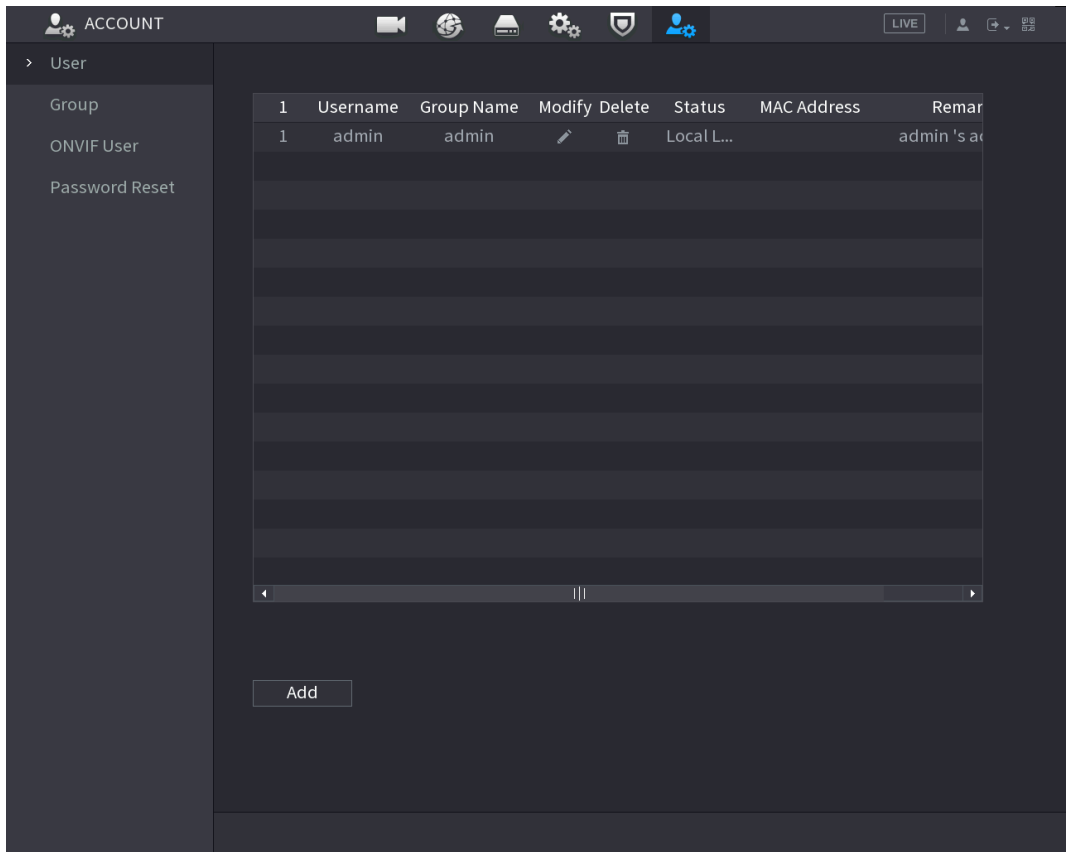 ACCOUNT LIVE
User
Group
ONVIF User
Password Reset
1 Username Group Name Modify Delete Status MAC Address Remar
1 admin admin Local L... admin 's a
Add